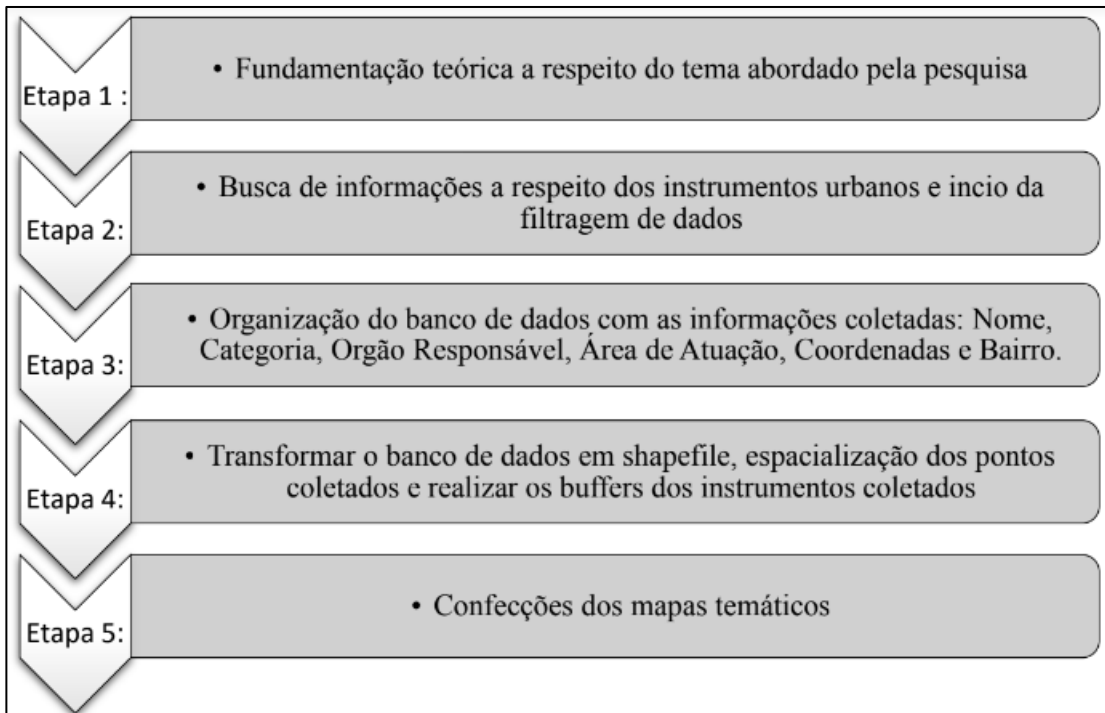 Etapa 1 :
• Fundamentação teórica a respeito do tema abordado pela pesquisa
Etapa 2:
• Busca de informações a respeito dos instrumentos urbanos e incio da
filtragem de dados
Etapa 3:
• Organização do banco de dados com as informações coletadas: Nome,
Categoria, Orgão Responsável, Área de Atuação, Coordenadas e Bairro.
Etapa 4:
• Transformar o banco de dados em shapefile, espacialização dos pontos
coletados e realizar os buffers dos instrumentos coletados
Etapa 5:
• Confecções dos mapas temáticos